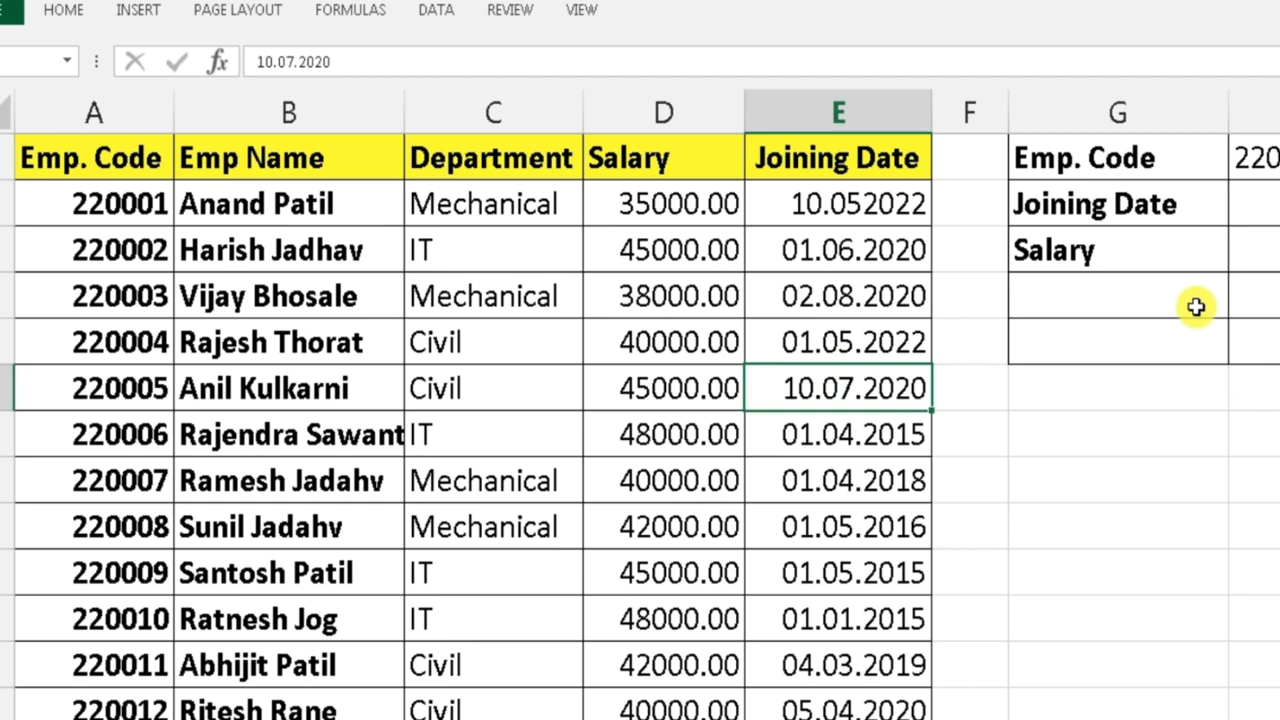 HOME INSERT PAGE LAYOUT FORMULAS DATA REVIEW VIEW
fx 10.07.2020
A B C D E F G
Emp. Code Emp Name Department Salary Joining Date Emp. Code 220
220001 Anand Patil Mechanical 35000.00 10.052022 Joining Date
220002 Harish Jadhav IT 45000.00 01.06.2020 Salary
220003 Vijay Bhosale Mechanical 38000.00 02.08.2020
220004 Rajesh Thorat Civil 40000.00 01.05.2022
220005 Anil Kulkarni Civil 45000.00 10.07.2020
220006 Rajendra Sawant IT 48000.00 01.04.2015
220007 Ramesh Jadahv Mechanical 40000.00 01.04.2018
220008 Sunil Jadahv Mechanical 42000.00 01.05.2016
220009 Santosh Patil IT 45000.00 01.05.2015
220010 Ratnesh Jog IT 48000.00 01.01.2015
220011 Abhijit Patil Civil 42000.00 04.03.2019
220012 Ritesh Rane Civil 40000.00 05.04.2020